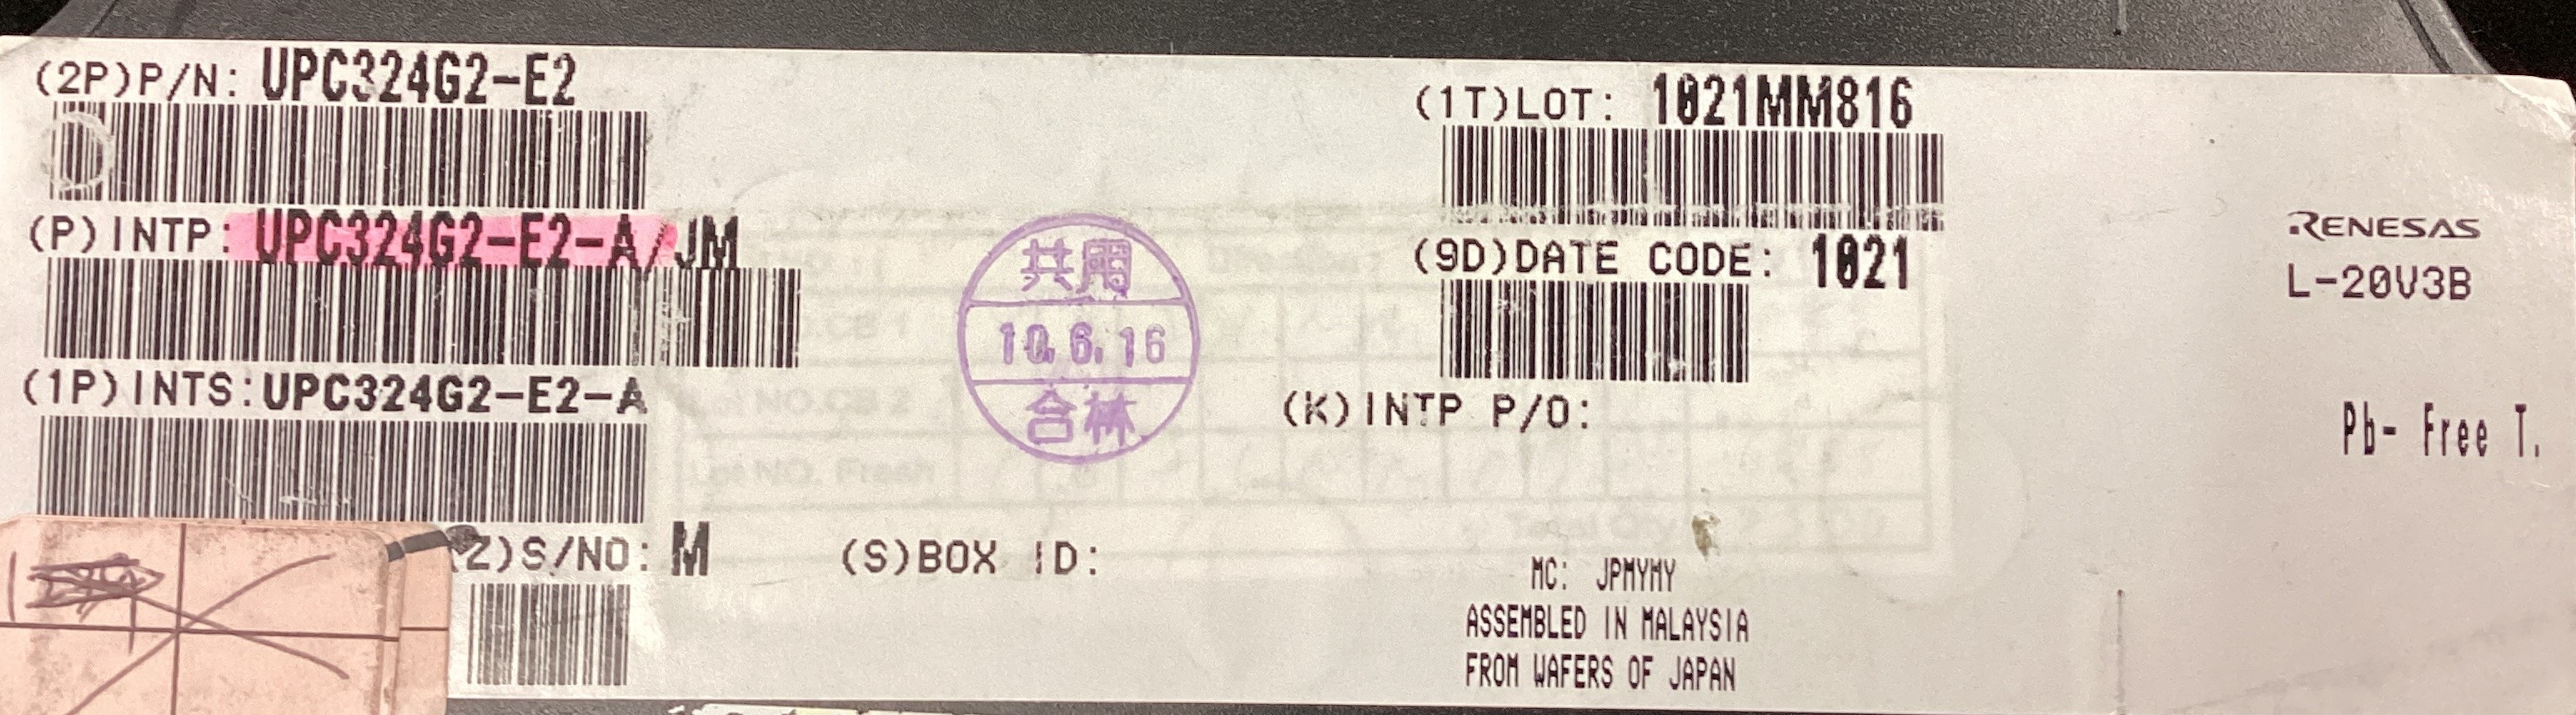 (2P)P/N: UPC324G2-E2
(P)INTP: UPC324G2-E2-A/JM
(1P)INTS:UPC324G2-E2-A
(Z)S/NO: M
(S)BOX ID:
共用
10.6.16
合林
(1T)LOT: 1021MM816
(9D)DATE CODE: 1021
(K)INTP P/O:
MC: JPMYMY
ASSEMBLED IN MALAYSIA
FROM WAFERS OF JAPAN
RENESAS
L-20V3B
Pb- Free T.